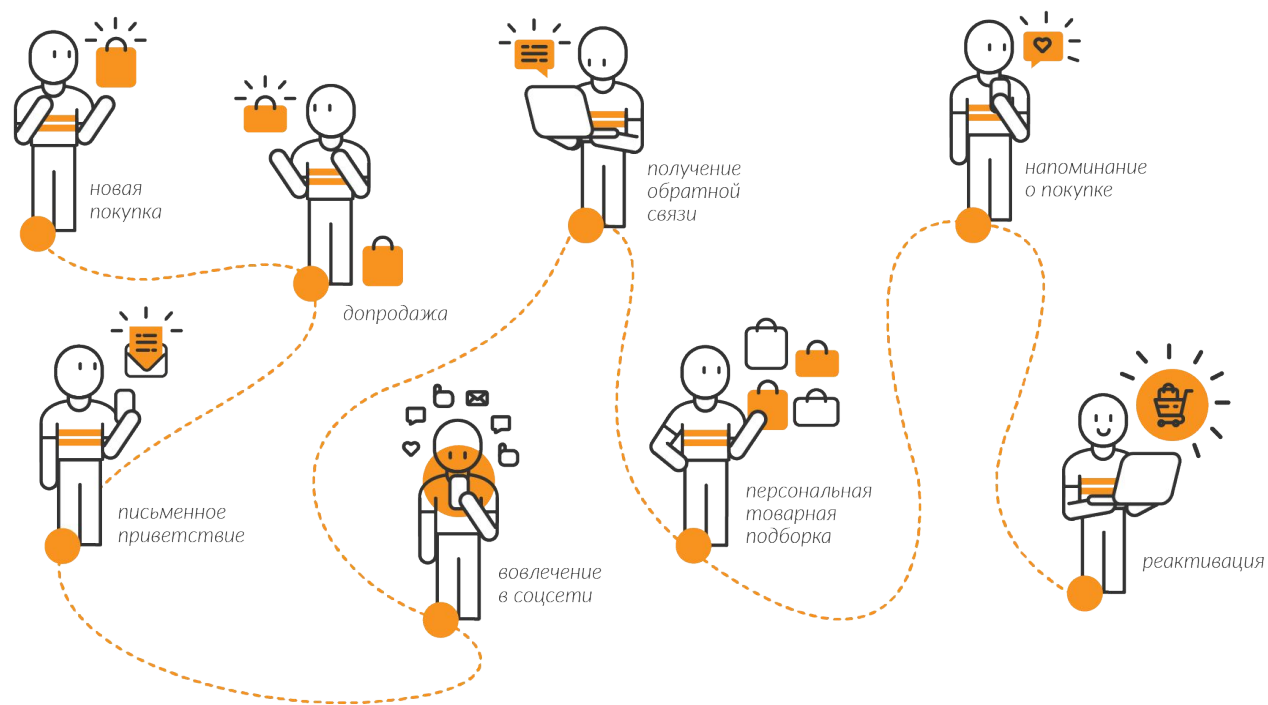 новая
покупка
допродажа
письменное
приветствие
вовлечение
в соцсети
получение
обратной
связи
персональная
товарная
подборка
напоминание
о покупке
реактивация